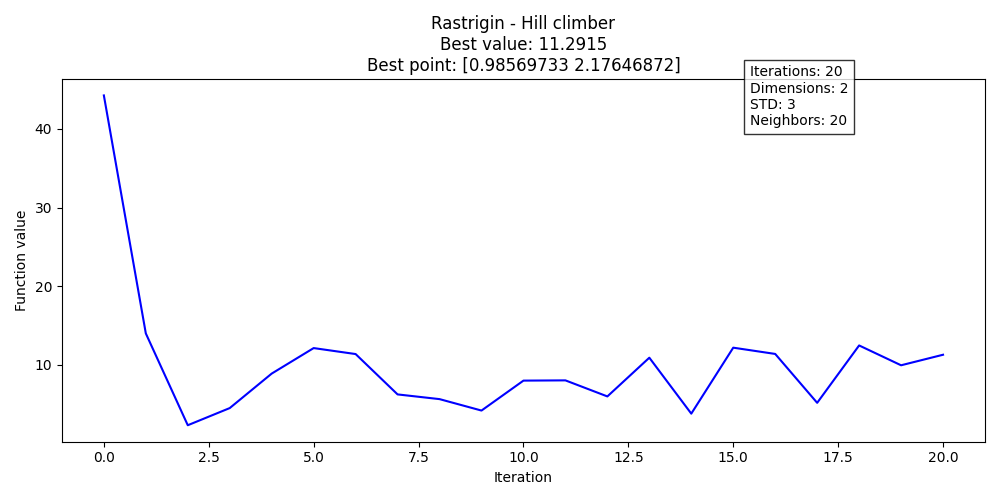 Rastrigin - Hill climber
Best value: 11.2915
Best point: [0.98569733 2.17646872]
Iterations: 20
Dimensions: 2
STD: 3
Neighbors: 20
Function value
40
30
20
10
0.0 2.5 5.0 7.5 10.0 12.5 15.0 17.5 20.0
Iteration